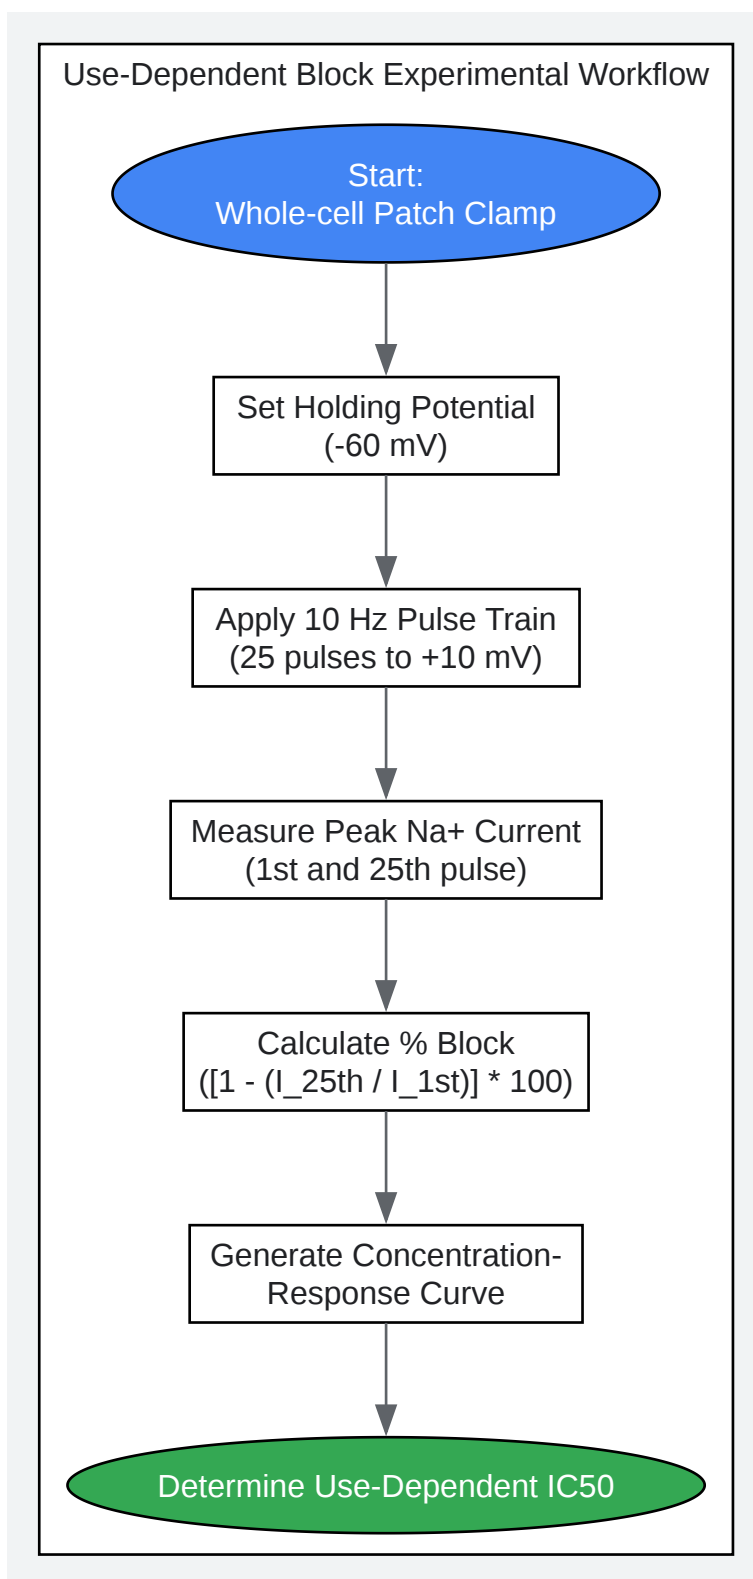 Use-Dependent Block Experimental Workflow
Start:
Whole-cell Patch Clamp
Set Holding Potential
(-60 mV)
Apply 10 Hz Pulse Train
(25 pulses to +10 mV)
Measure Peak Na+ Current
(1st and 25th pulse)
Calculate % Block
([1 - (I_25th / I_1st)] * 100)
Generate Concentration-
Response Curve
Determine Use-Dependent IC50